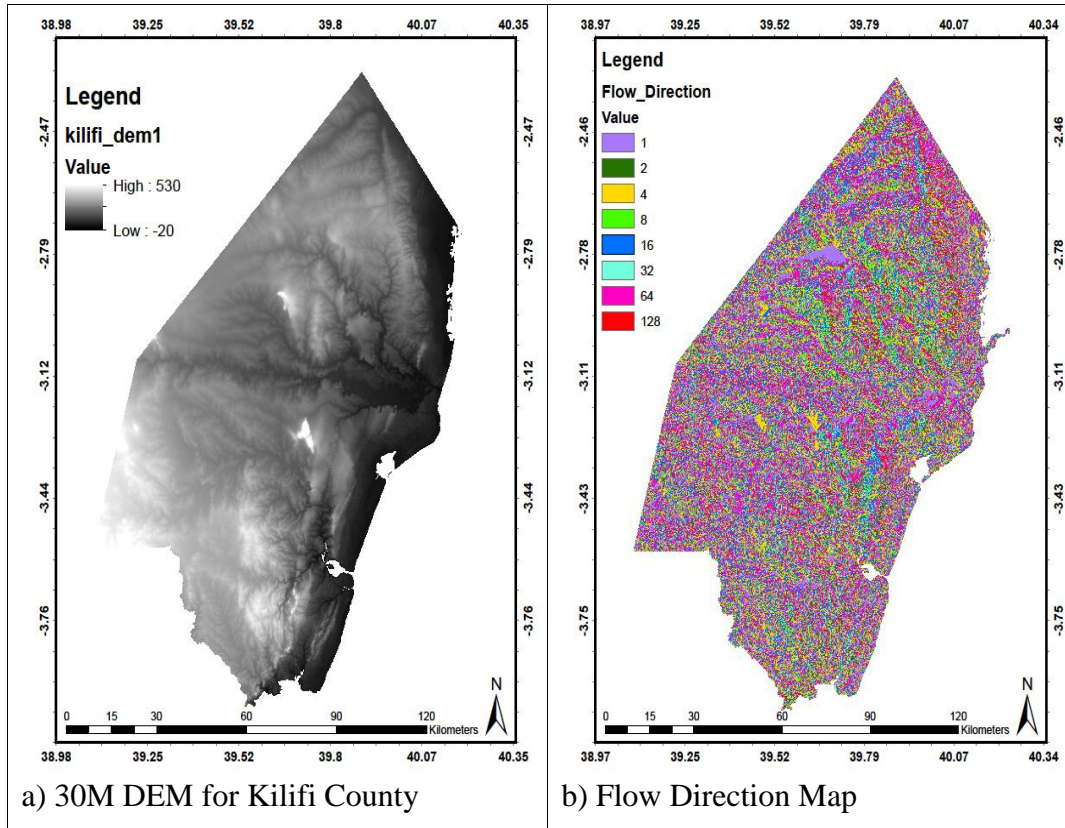 38.98 39.25 39.52 39.80 40.07 40.35
Legend
kilifi_dem1
Value
High : 530
Low : -20
-2.47 -2.47
-2.79 -2.79
-3.12 -3.12
-3.44 -3.44
-3.76 -3.76
N
0 15 30 60 90 120
Kilometers
38.98 39.25 39.52 39.80 40.07 40.35
a) 30M DEM for Kilifi County
38.97 39.25 39.52 39.79 40.07 40.34
Legend
Flow_Direction
Value
1
2
4
8
16
32
64
128
-2.46 -2.46
-2.78 -2.78
-3.11 -3.11
-3.43 -3.43
-3.75 -3.75
N
0 15 30 60 90 120
Kilometers
38.97 39.25 39.52 39.79 40.07 40.34
b) Flow Direction Map